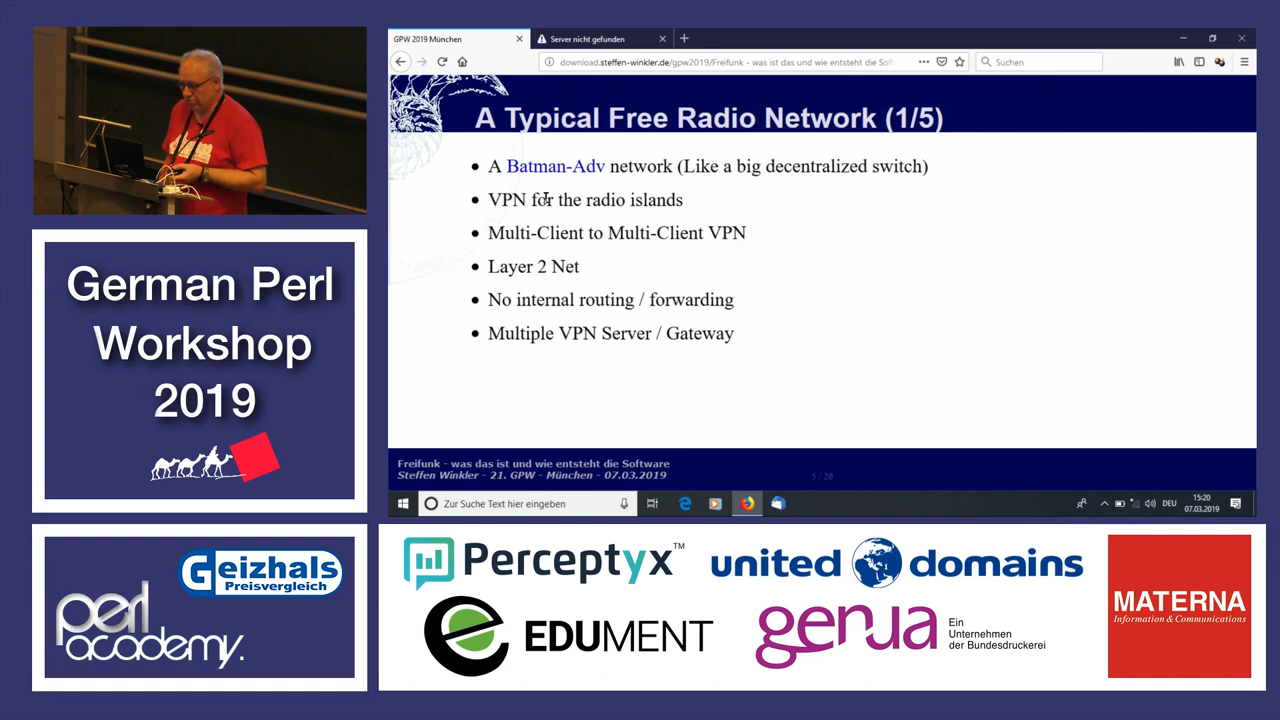 German Perl
Workshop
2019
Geizhals
Preisvergleich
perl
academy.
GPW 2019 München
Server nicht gefunden
download.steffen-winkler.de/gpw2019/Freifunk - was ist das und wie entsteht die Sof
Suchen
A Typical Free Radio Network (1/5)
A Batman-Adv network (Like a big decentralized switch)
VPN for the radio islands
Multi-Client to Multi-Client VPN
Layer 2 Net
No internal routing / forwarding
Multiple VPN Server / Gateway
Freifunk - was das ist und wie entsteht die Software
Steffen Winkler - 21. GPW - München - 07.03.2019
5 / 26
Zur Suche Text hier eingeben
DEU
15:20
07.03.2019
Perceptyx™
united domains
EDUMENT
genua
Ein
Unternehmen
der Bundesdruckerei
MATERNA
Information & Communications